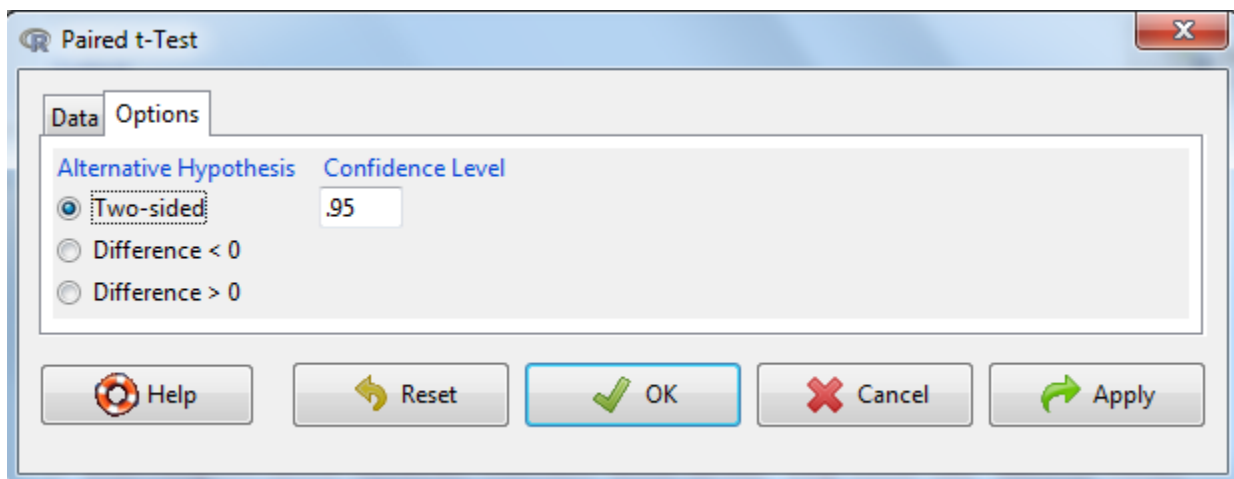 Paired t-Test
Data Options
Alternative Hypothesis Confidence Level
Two-sided .95
Difference < 0
Difference > 0
Help Reset OK Cancel Apply